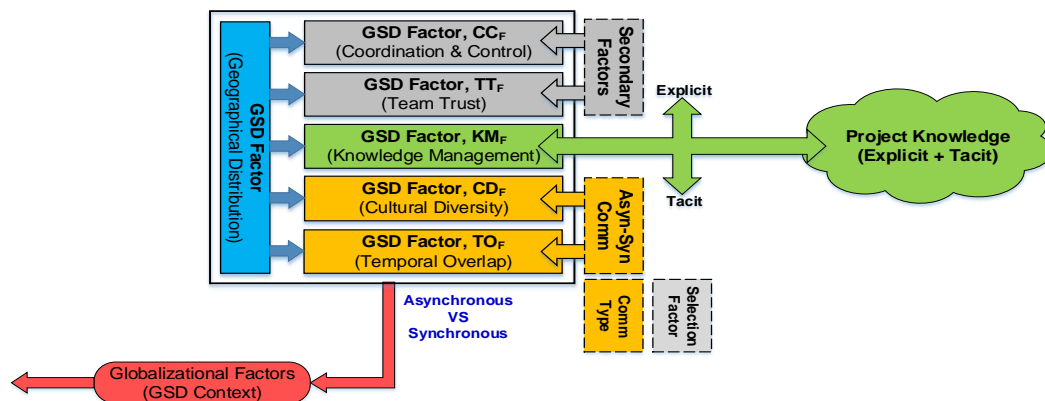 GSD Factor
(Geographical Distribution)
GSD Factor, CCF
(Coordination & Control)
GSD Factor, TTF
(Team Trust)
GSD Factor, KMF
(Knowledge Management)
GSD Factor, CDF
(Cultural Diversity)
GSD Factor, TOF
(Temporal Overlap)
Secondary
Factors
Explicit
Tacit
Project Knowledge
(Explicit + Tacit)
Asyn-Syn
Comm
Comm
Type
Selection
Factor
Asynchronous
VS
Synchronous
Globalizational Factors
(GSD Context)